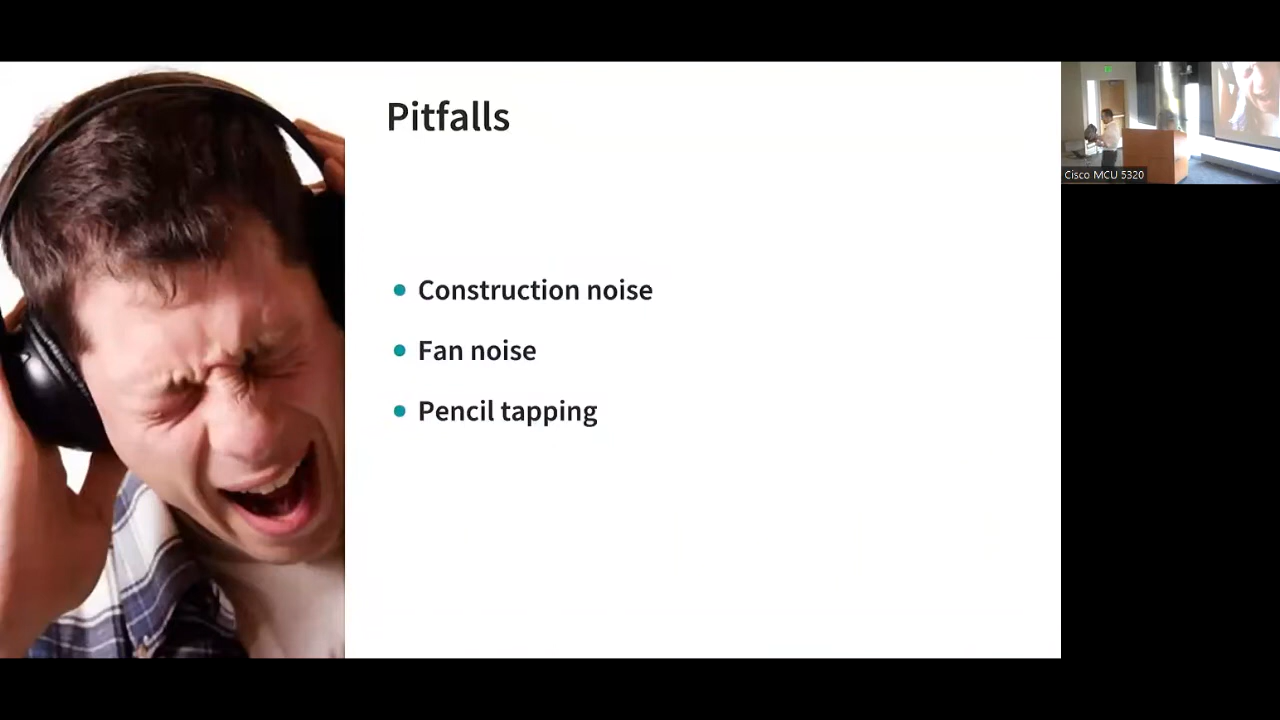 Pitfalls
Construction noise
Fan noise
Pencil tapping
Cisco MCU 5320